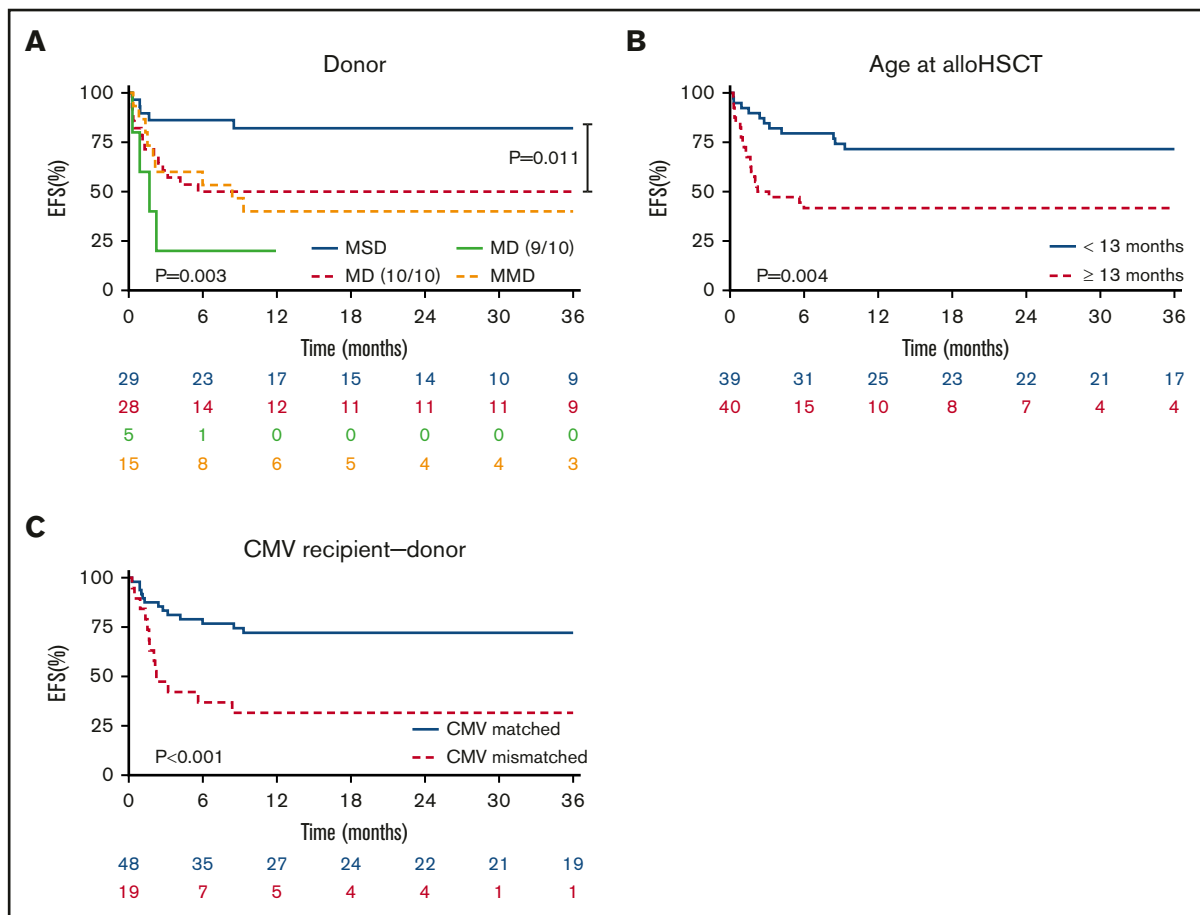 A
Donor
EFS(%)
100
75
50
25
0
P=0.011
MSD
MD (9/10)
MD (10/10)
MMD
P=0.003
0 6 12 18 24 30 36
Time (months)
29 23 17 15 14 10 9
28 14 12 11 11 11 9
5 1 0 0 0 0 0
15 8 6 5 4 4 3
B
Age at alloHSCT
EFS(%)
100
75
50
25
0
< 13 months
≥ 13 months
P=0.004
0 6 12 18 24 30 36
Time (months)
39 31 25 23 22 21 17
40 15 10 8 7 4 4
C
CMV recipient—donor
EFS(%)
100
75
50
25
0
CMV matched
CMV mismatched
P<0.001
0 6 12 18 24 30 36
Time (months)
48 35 27 24 22 21 19
19 7 5 4 4 1 1